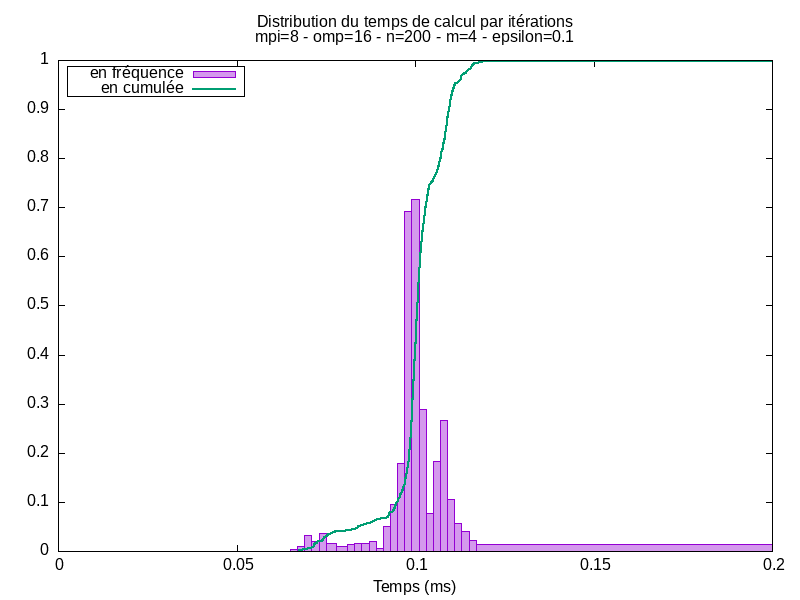 Distribution du temps de calcul par itérations
mpi=8 - omp=16 - n=200 - m=4 - epsilon=0.1
en fréquence
en cumulée
1
0.9
0.8
0.7
0.6
0.5
0.4
0.3
0.2
0.1
0
0 0.05 0.1 0.15 0.2
Temps (ms)